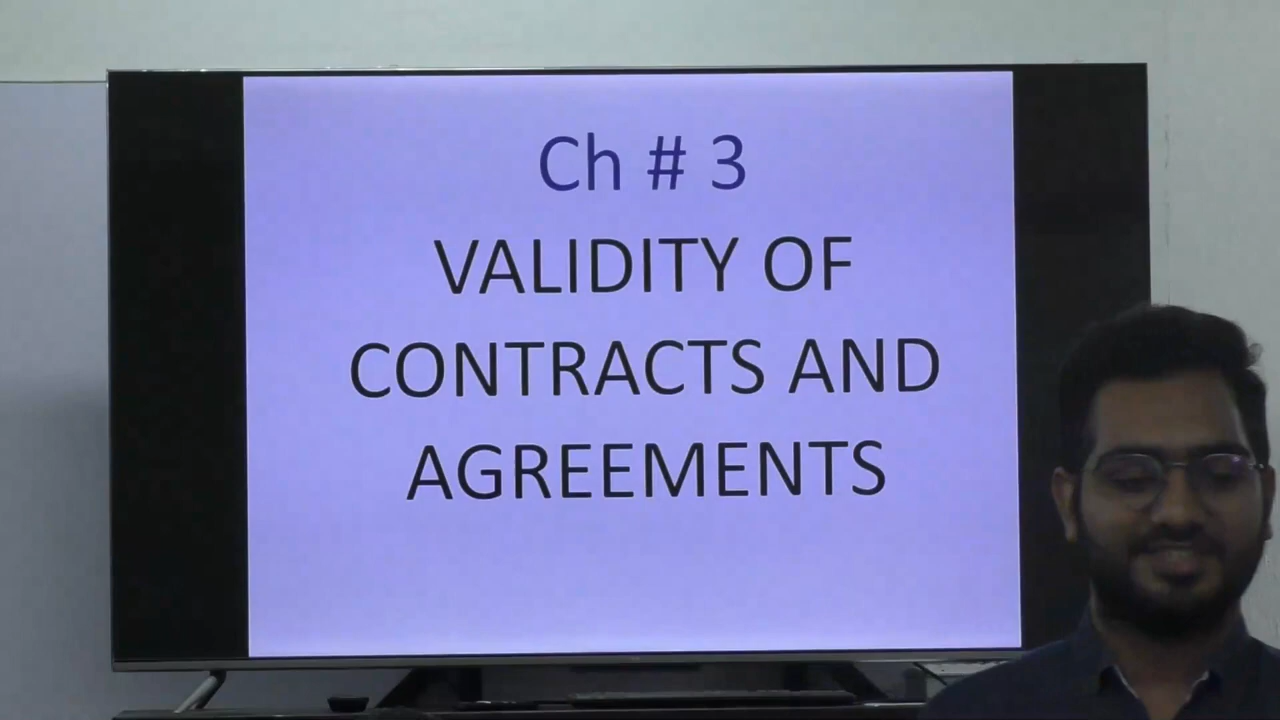 Ch # 3
VALIDITY OF
CONTRACTS AND
AGREEMENTS